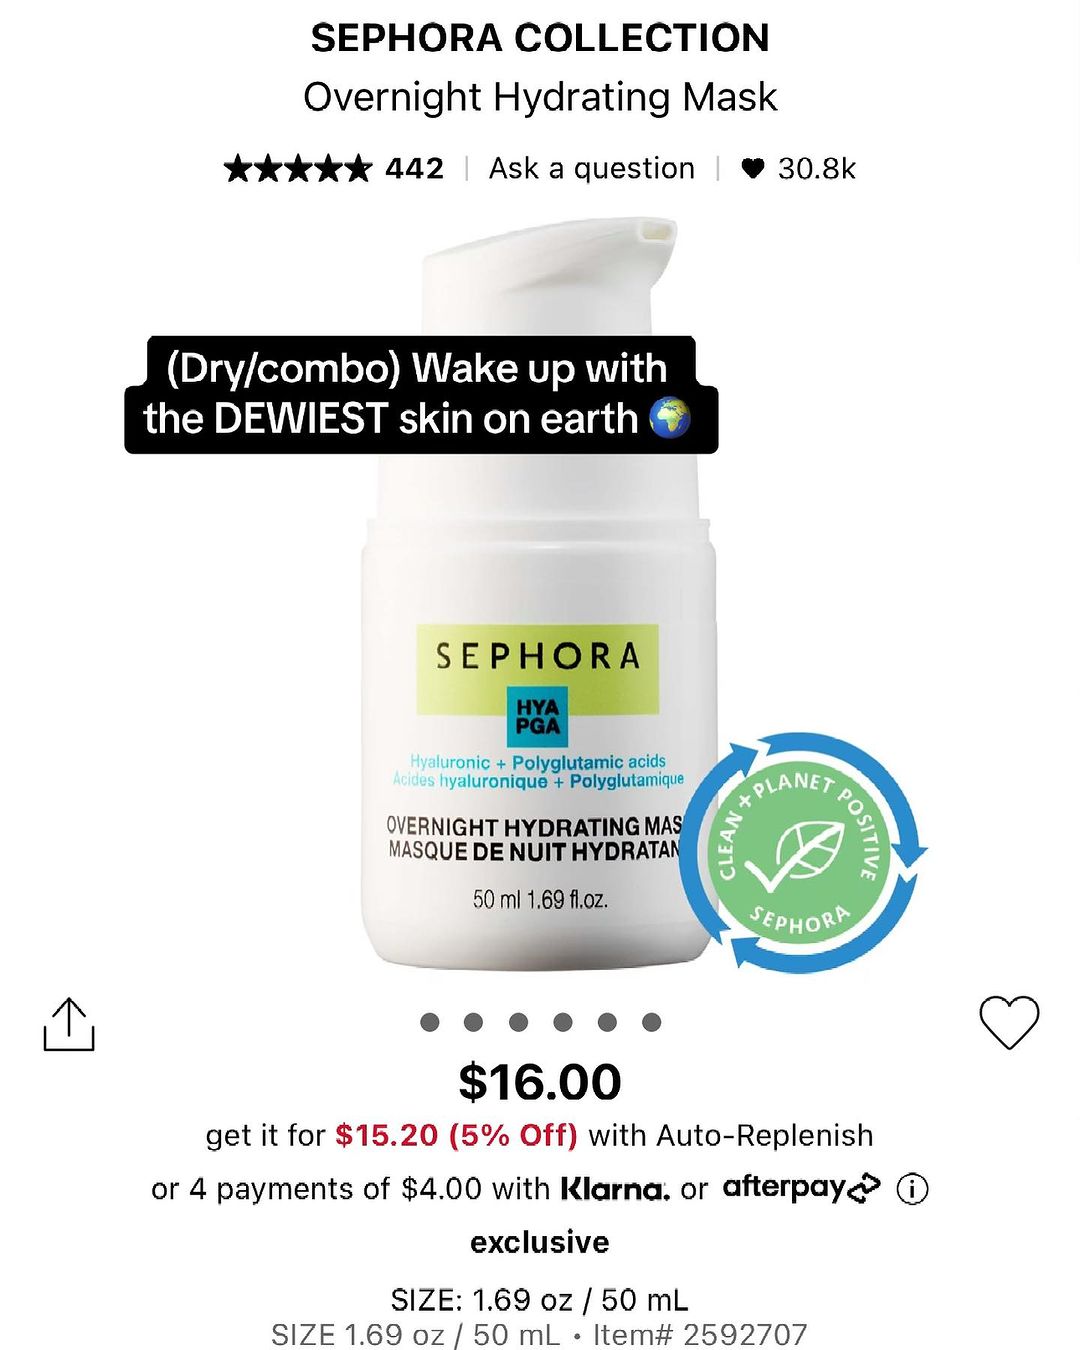 SEPHORA COLLECTION
Overnight Hydrating Mask
442 | Ask a question | 30.8k
(Dry/combo) Wake up with
the DEWIEST skin on earth 🌍
SEPHORA
HYA
PGA
Hyaluronic + Polyglutamic acids
Acides hyaluronique + Polyglutamique
OVERNIGHT HYDRATING MAS
MASQUE DE NUIT HYDRATAN
50 ml 1.69 fl.oz.
CLEAN + PLANET POSITIVE
SEPHORA
$16.00
get it for $15.20 (5% Off) with Auto-Replenish
or 4 payments of $4.00 with Klarna. or afterpay
exclusive
SIZE: 1.69 oz / 50 mL
SIZE 1.69 oz / 50 mL • Item# 2592707